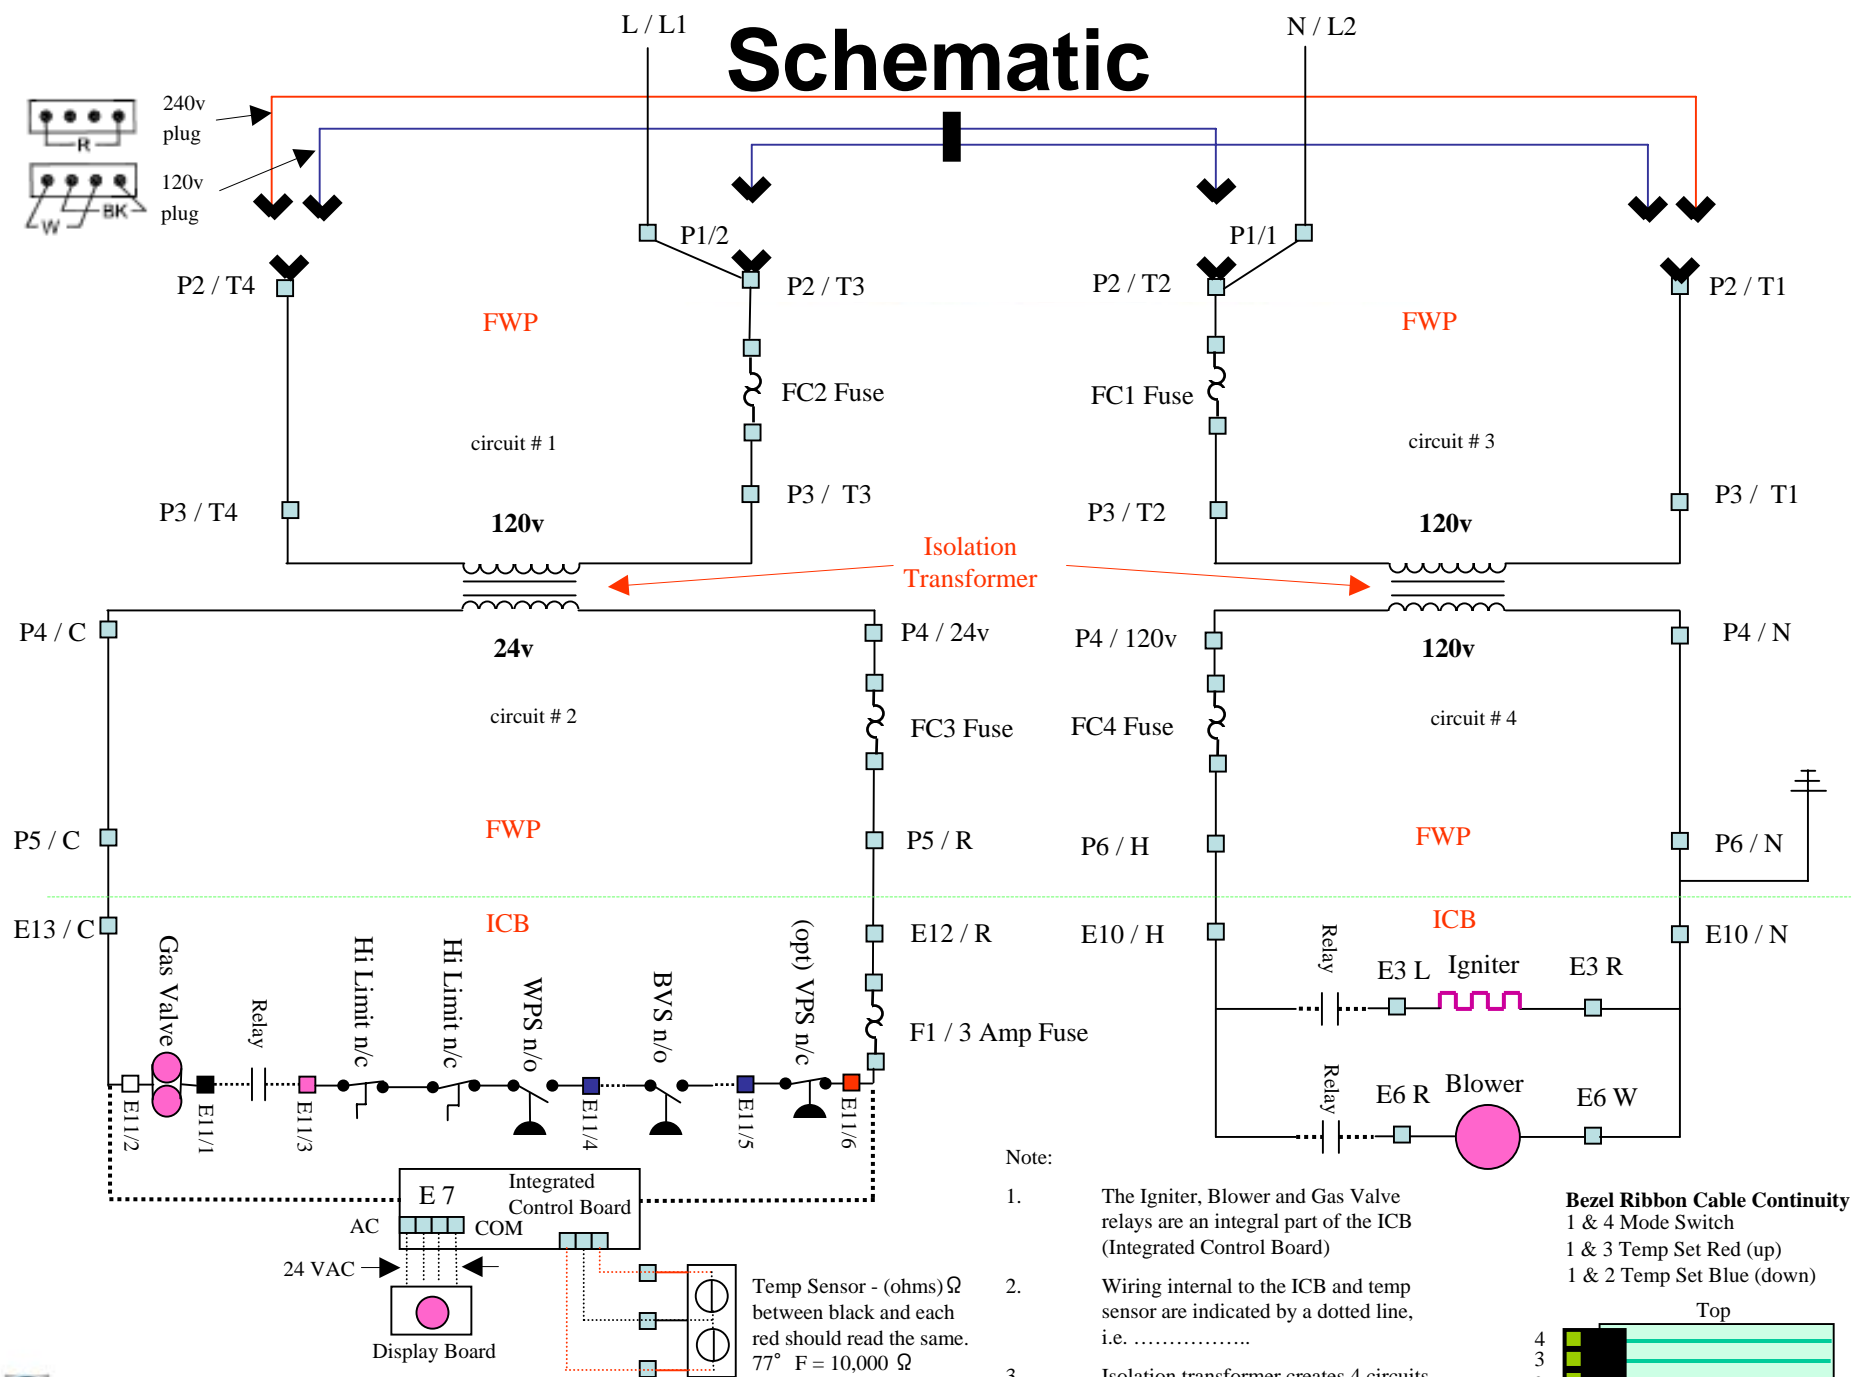 L / L1
N / L2
Schematic
240v
plug
R
120v
plug
BK
W
P1/2
P1/1
P2 / T4
P2 / T3
P2 / T2
P2 / T1
FWP
FWP
FC2 Fuse
FC1 Fuse
circuit # 1
circuit # 3
P3 / T4
P3 / T3
P3 / T2
P3 / T1
120v
120v
Isolation
Transformer
P4 / C
24v
P4 / 24v
P4 / 120v
120v
P4 / N
circuit # 2
circuit # 4
FC3 Fuse
FC4 Fuse
P5 / C
FWP
P5 / R
P6 / H
FWP
P6 / N
E13 / C
ICB
E12 / R
E10 / H
ICB
E10 / N
Gas Valve
Relay
Hi Limit n/c
Hi Limit n/c
WPS n/o
BVS n/o
(opt) VPS n/c
F1 / 3 Amp Fuse
Relay
E3 L
Igniter
E3 R
Relay
E6 R
Blower
E6 W
E11/2
E11/1
E11/3
E11/4
E11/5
E11/6
E 7
Integrated
Control Board
AC
COM
24 VAC
Display Board
Temp Sensor - (ohms) Ω
between black and each
red should read the same.
77° F = 10,000 Ω
Note:
1. The Igniter, Blower and Gas Valve
relays are an integral part of the ICB
(Integrated Control Board)
2. Wiring internal to the ICB and temp
sensor are indicated by a dotted line,
i.e. ……………..
3. Isolation transformer creates 4 circuits
Bezel Ribbon Cable Continuity
1 & 4 Mode Switch
1 & 3 Temp Set Red (up)
1 & 2 Temp Set Blue (down)
Top
4
3